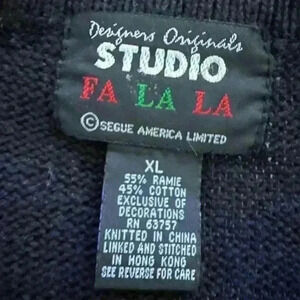 Designers Originals
STUDIO
FA LA LA
©SEGUE AMERICA LIMITED
XL
55% RAMIE
45% COTTON
EXCLUSIVE OF
DECORATIONS
RN 63757
KNITTED IN CHINA
LINKED AND STITCHED
IN HONG KONG
SEE REVERSE FOR CARE